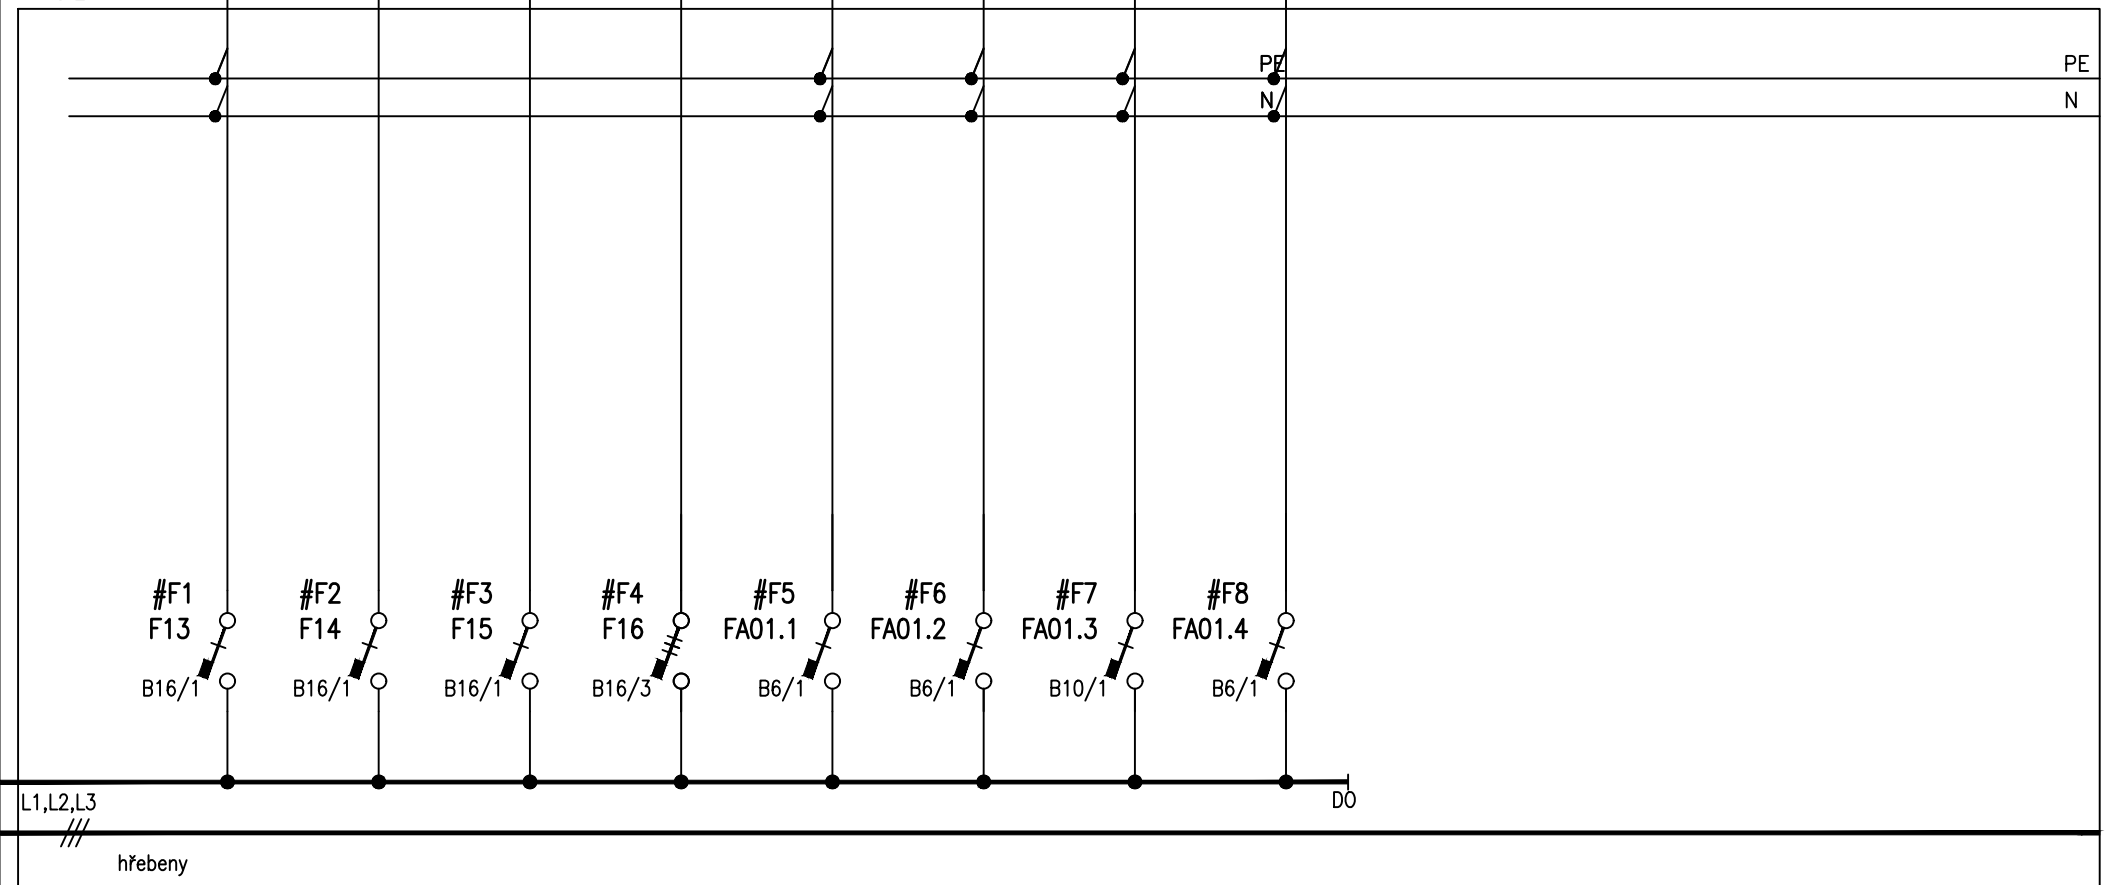 PE PE
N N
#F1 #F2 #F3 #F4 #F5 #F6 #F7 #F8
F13 F14 F15 F16 FA01.1 FA01.2 FA01.3 FA01.4
B16/1 B16/1 B16/1 B16/3 B6/1 B6/1 B10/1 B6/1
L1,L2,L3 DO
hřebeny